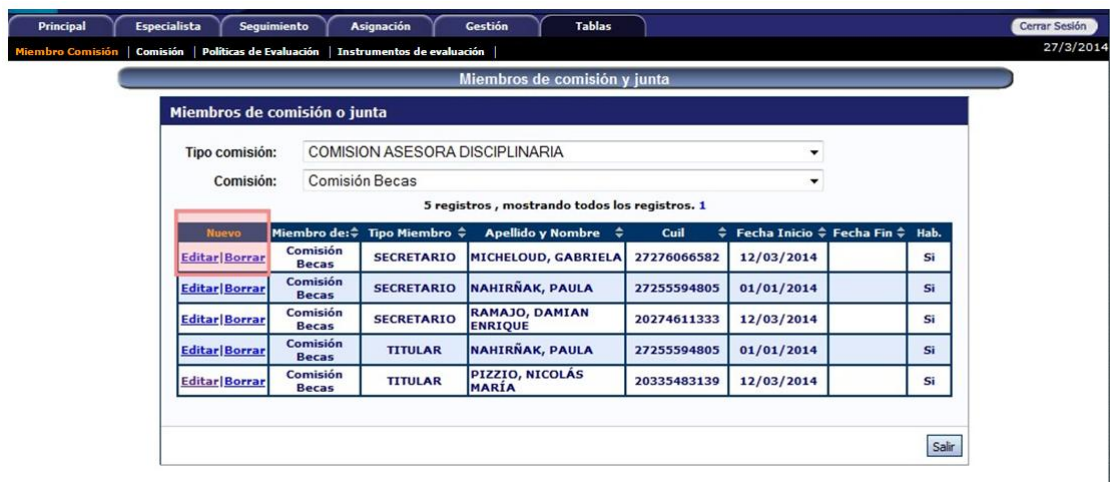 Principal Especialista Seguimiento Asignación Gestión Tablas Cerrar Sesión
Miembro Comisión | Comisión | Políticas de Evaluación | Instrumentos de evaluación | 27/3/2014
Miembros de comisión y junta
Miembros de comisión o junta
Tipo comisión: COMISION ASESORA DISCIPLINARIA
Comisión: Comisión Becas
5 registros , mostrando todos los registros. 1
Nuevo Miembro de: Tipo Miembro Apellido y Nombre Cuil Fecha Inicio Fecha Fin Hab.
Editar|Borrar Comisión Becas SECRETARIO MICHELOUD, GABRIELA 27276066582 12/03/2014 Si
Editar|Borrar Comisión Becas SECRETARIO NAHIRÑAK, PAULA 27255594805 01/01/2014 Si
Editar|Borrar Comisión Becas SECRETARIO RAMAJO, DAMIAN ENRIQUE 20274611333 12/03/2014 Si
Editar|Borrar Comisión Becas TITULAR NAHIRÑAK, PAULA 27255594805 01/01/2014 Si
Editar|Borrar Comisión Becas TITULAR PIZZIO, NICOLÁS MARÍA 20335483139 12/03/2014 Si
Salir